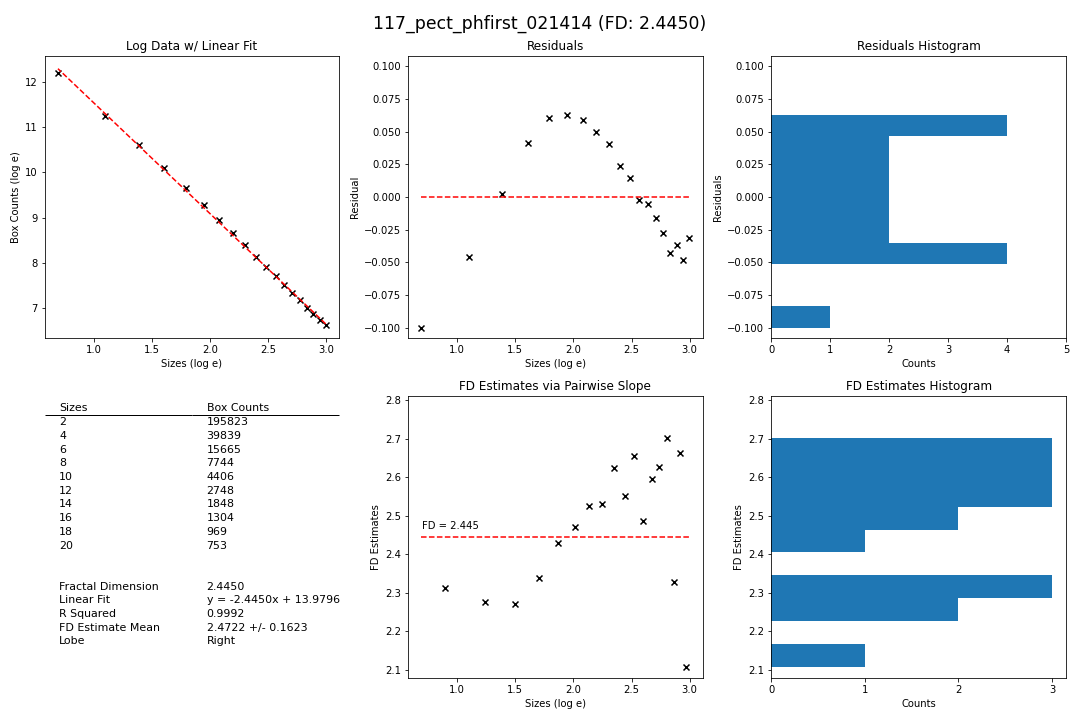 117_pect_phfirst_021414 (FD: 2.4450)
Log Data w/ Linear Fit
12
11
10
9
8
7
Box Counts (log e)
1.0 1.5 2.0 2.5 3.0
Sizes (log e)
Residuals
0.100
0.075
0.050
0.025
0.000
−0.025
−0.050
−0.075
−0.100
Residual
1.0 1.5 2.0 2.5 3.0
Sizes (log e)
Residuals Histogram
0.100
0.075
0.050
0.025
0.000
−0.025
−0.050
−0.075
−0.100
Residuals
0 1 2 3 4 5
Counts
Sizes Box Counts
2 195823
4 39839
6 15665
8 7744
10 4406
12 2748
14 1848
16 1304
18 969
20 753
Fractal Dimension 2.4450
Linear Fit y = -2.4450x + 13.9796
R Squared 0.9992
FD Estimate Mean 2.4722 +/- 0.1623
Lobe Right
FD Estimates via Pairwise Slope
2.8
2.7
2.6
2.5
2.4
2.3
2.2
2.1
FD Estimates
FD = 2.445
1.0 1.5 2.0 2.5 3.0
Sizes (log e)
FD Estimates Histogram
2.8
2.7
2.6
2.5
2.4
2.3
2.2
2.1
FD Estimates
0 1 2 3
Counts